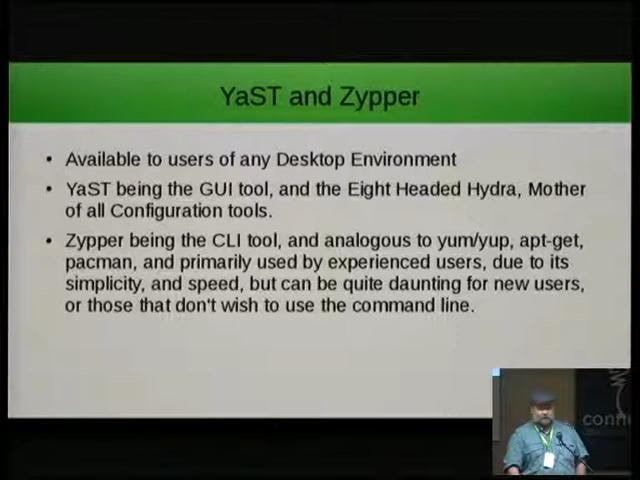 YaST and Zypper
• Available to users of any Desktop Environment
• YaST being the GUI tool, and the Eight Headed Hydra, Mother
of all Configuration tools.
• Zypper being the CLI tool, and analogous to yum/yup, apt-get,
pacman, and primarily used by experienced users, due to its
simplicity, and speed, but can be quite daunting for new users,
or those that don't wish to use the command line.